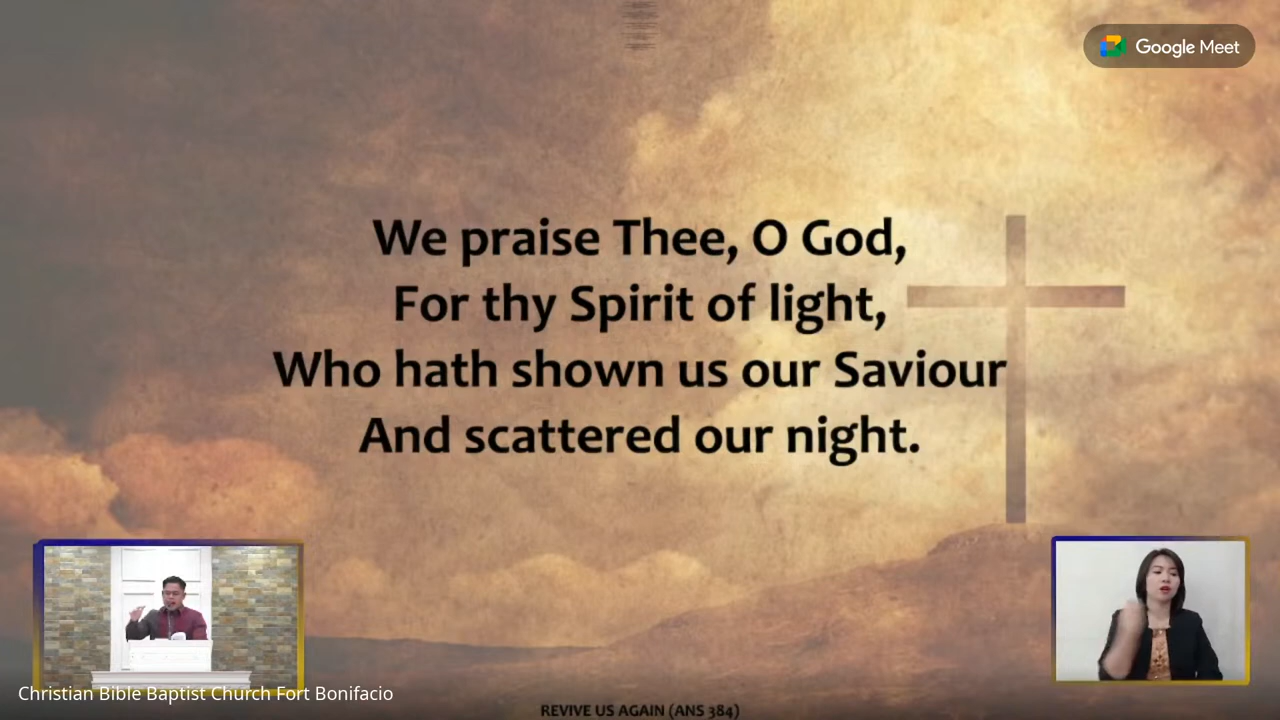 Google Meet
We praise Thee, O God,
For thy Spirit of light,
Who hath shown us our Saviour
And scattered our night.
Christian Bible Baptist Church Fort Bonifacio
REVIVE US AGAIN (ANS 384)